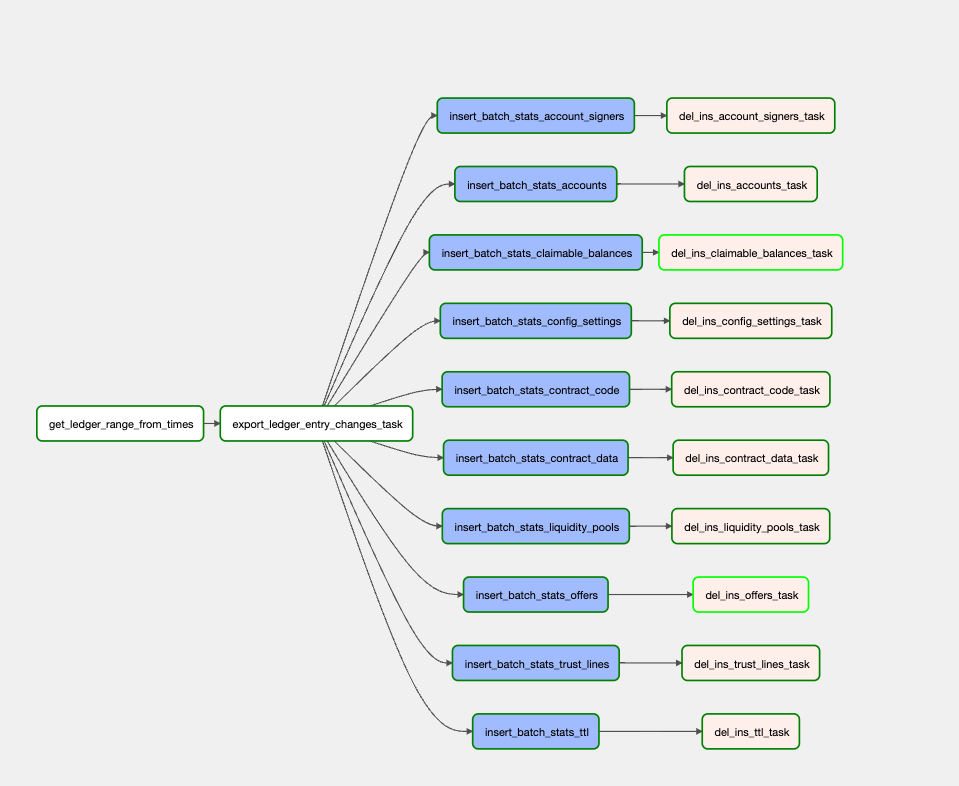 insert_batch_stats_account_signers
del_ins_account_signers_task
insert_batch_stats_accounts
del_ins_accounts_task
insert_batch_stats_claimable_balances
del_ins_claimable_balances_task
insert_batch_stats_config_settings
del_ins_config_settings_task
insert_batch_stats_contract_code
del_ins_contract_code_task
get_ledger_range_from_times
export_ledger_entry_changes_task
insert_batch_stats_contract_data
del_ins_contract_data_task
insert_batch_stats_liquidity_pools
del_ins_liquidity_pools_task
insert_batch_stats_offers
del_ins_offers_task
insert_batch_stats_trust_lines
del_ins_trust_lines_task
insert_batch_stats_ttl
del_ins_ttl_task